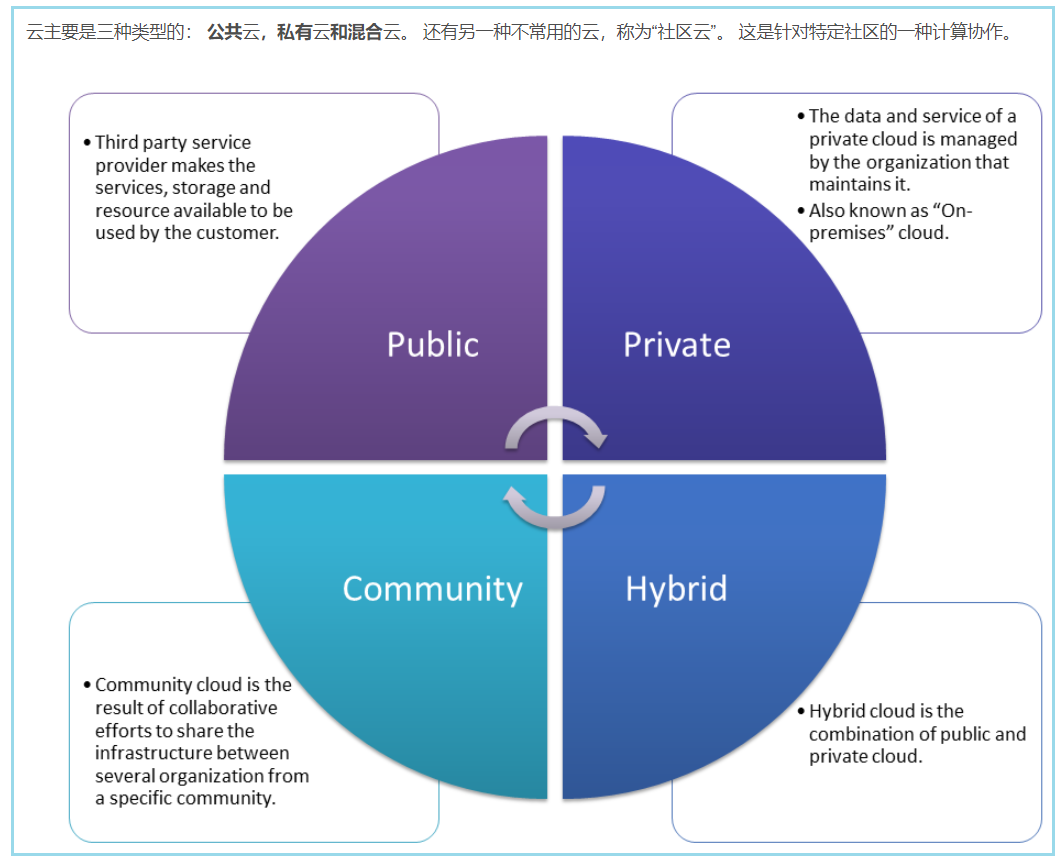 云主要是三种类型的： 公共云，私有云和混合云。 还有另一种不常用的云，称为“社区云”。 这是针对特定社区的一种计算协作。
• Third party service
provider makes the
services, storage and
resource available to be
used by the customer.
• The data and service of a
private cloud is managed
by the organization that
maintains it.
• Also known as “On-
premises” cloud.
Public
Private
Community
Hybrid
• Community cloud is the
result of collaborative
efforts to share the
infrastructure between
several organization from
a specific community.
• Hybrid cloud is the
combination of public and
private cloud.